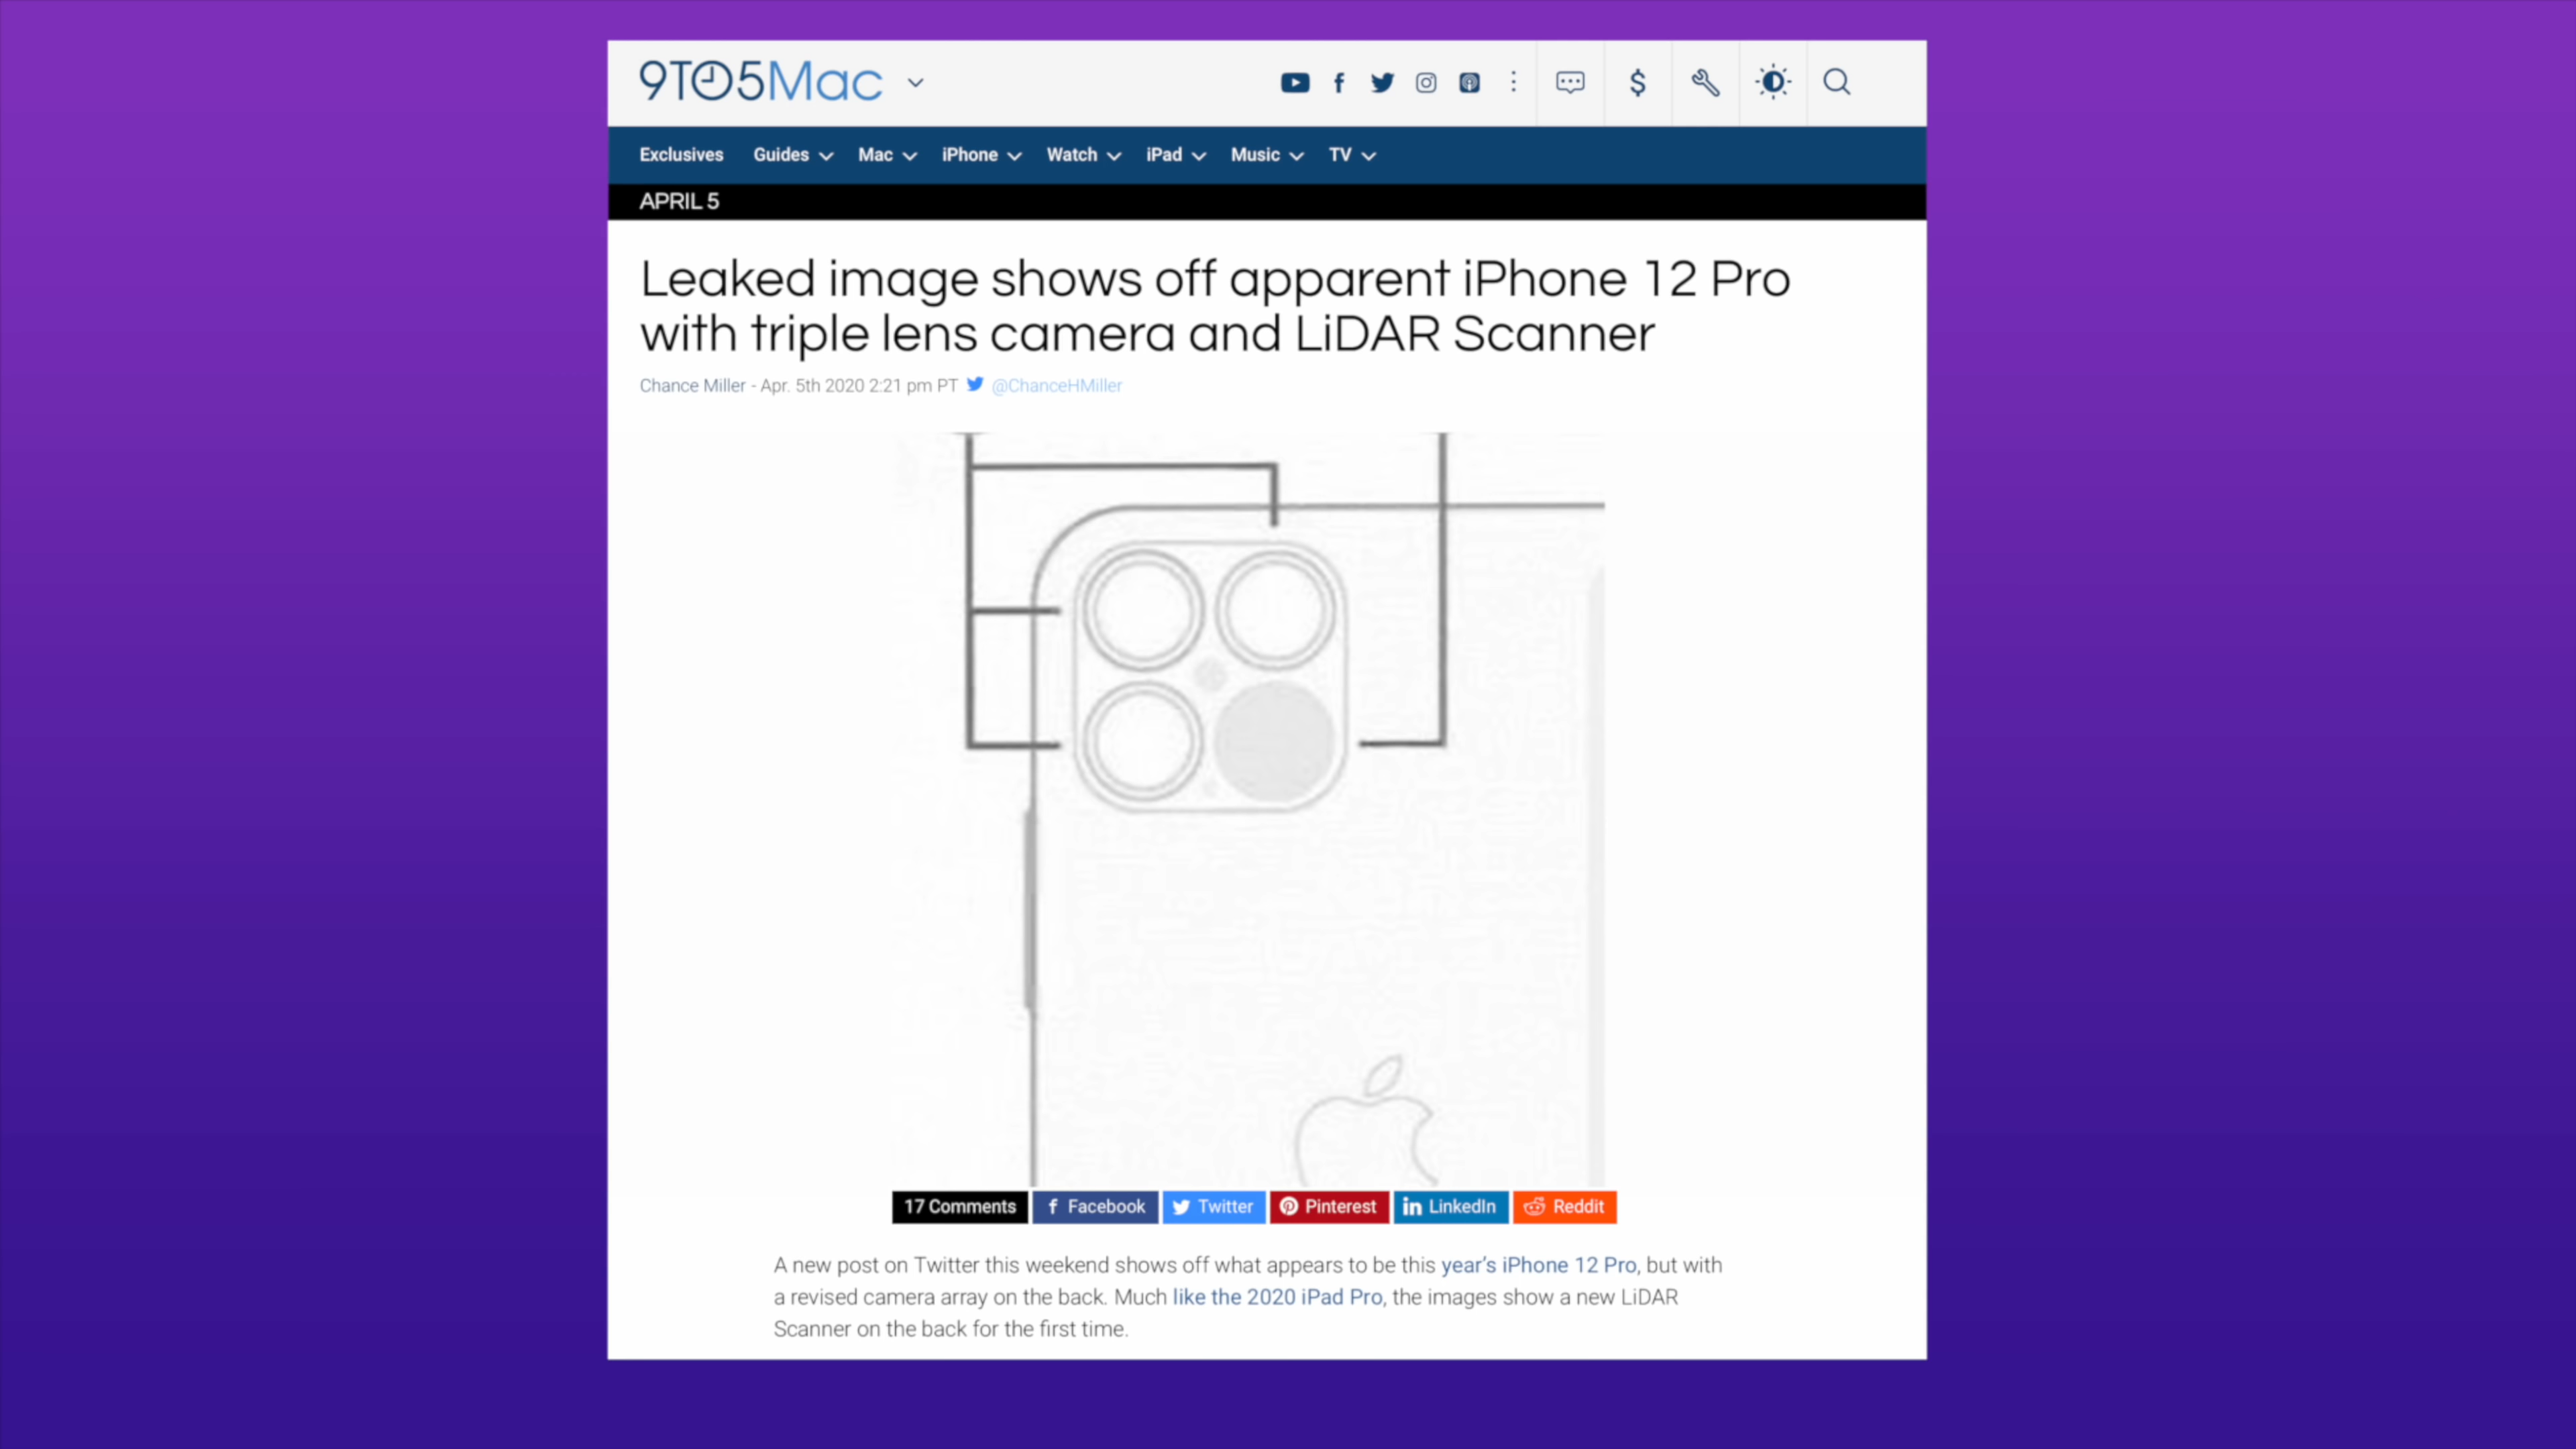 9TO5Mac
Exclusives Guides Mac iPhone Watch iPad Music TV
APRIL 5
Leaked image shows off apparent iPhone 12 Pro
with triple lens camera and LiDAR Scanner
Chance Miller - Apr. 5th 2020 2:21 pm PT @ChanceHMiller
17 Comments Facebook Twitter Pinterest LinkedIn Reddit
A new post on Twitter this weekend shows off what appears to be this year's iPhone 12 Pro, but with
a revised camera array on the back. Much like the 2020 iPad Pro, the images show a new LiDAR
Scanner on the back for the first time.